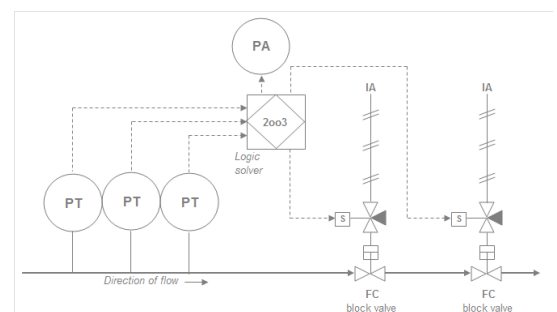 PA
IA
IA
2oo3
Logic
solver
PT
PT
PT
S
S
Direction of flow
FC
block valve
FC
block valve